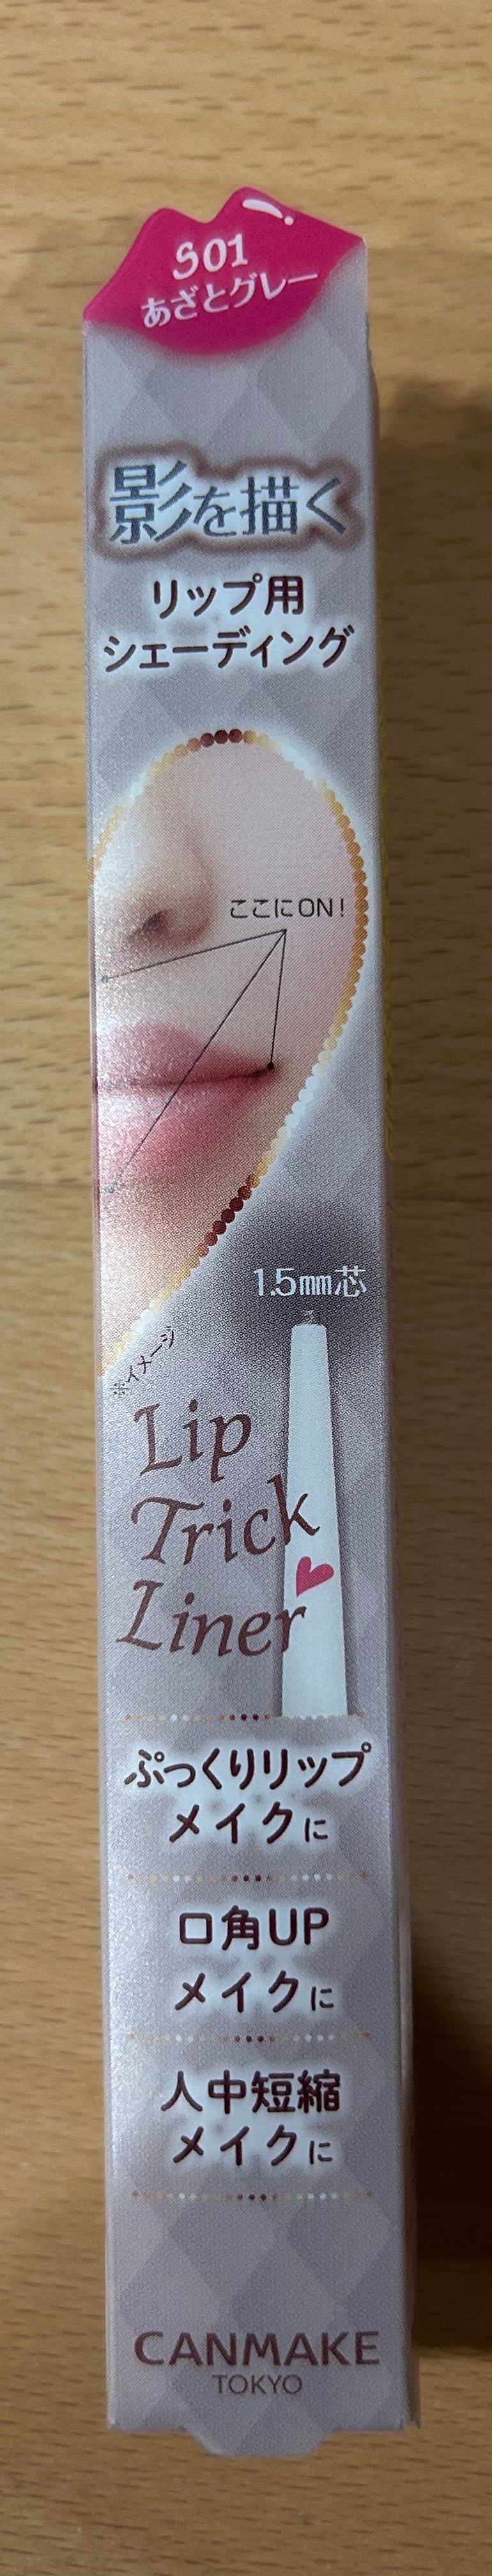 S01
あざとグレー
影を描く
リップ用
シェーディング
ここにON!
1.5mm芯
※イメージ
Lip
Trick
Liner
ぷっくりリップ
メイクに
口角UP
メイクに
人中短縮
メイクに
CANMAKE
TOKYO